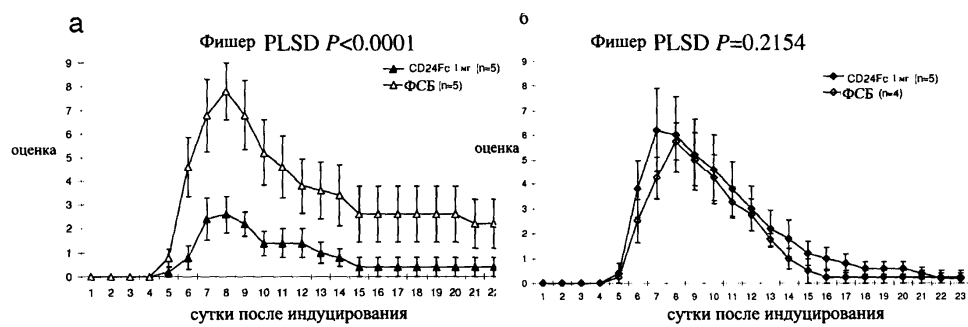 а
Фишер PLSD P<0.0001
CD24Fc 1 мг (n=5)
ФСБ (n=5)
оценка
9
8
7
6
5
4
3
2
1
0
1 2 3 4 5 6 7 8 9 10 11 12 13 14 15 16 17 18 19 20 21 22
сутки после индуцирования
б
Фишер PLSD P=0.2154
CD24Fc 1 мг (n=5)
ФСБ (n=4)
оценка
9
8
7
6
5
4
3
2
1
0
1 2 3 4 5 6 7 8 9 10 11 12 13 14 15 16 17 18 19 20 21 22 23
сутки после индуцирования